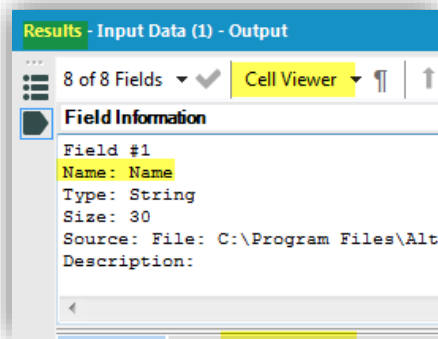 Results - Input Data (1) - Output
8 of 8 Fields Cell Viewer ¶
Field Information
Field #1
Name: Name
Type: String
Size: 30
Source: File: C:\Program Files\Alt
Description: